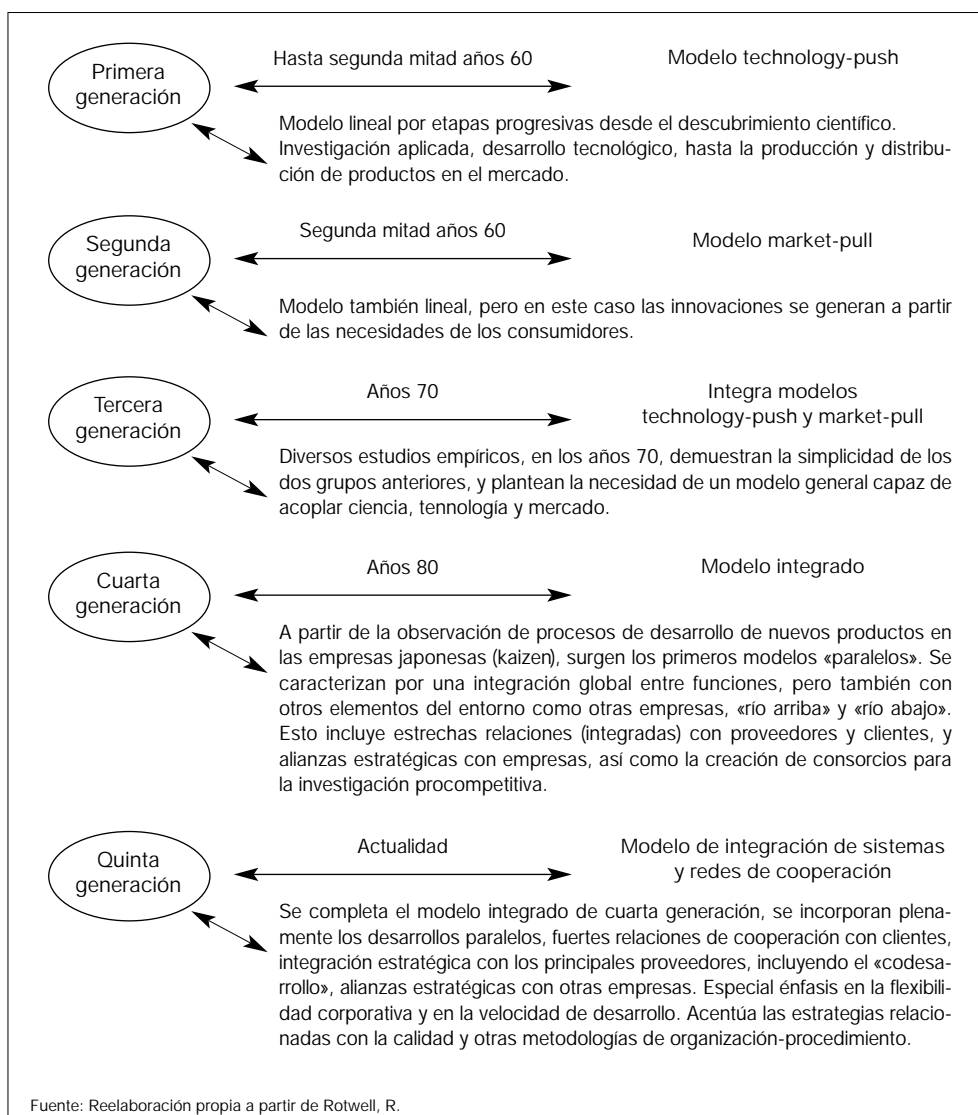 Primera
generación
Hasta segunda mitad años 60
Modelo technology-push
Modelo lineal por etapas progresivas desde el descubrimiento científico.
Investigación aplicada, desarrollo tecnológico, hasta la producción y distribu-
ción de productos en el mercado.
Segunda
generación
Segunda mitad años 60
Modelo market-pull
Modelo también lineal, pero en este caso las innovaciones se generan a partir
de las necesidades de los consumidores.
Tercera
generación
Años 70
Integra modelos
technology-push y market-pull
Diversos estudios empíricos, en los años 70, demuestran la simplicidad de los
dos grupos anteriores, y plantean la necesidad de un modelo general capaz de
acoplar ciencia, tennología y mercado.
Cuarta
generación
Años 80
Modelo integrado
A partir de la observación de procesos de desarrollo de nuevos productos en
las empresas japonesas (kaizen), surgen los primeros modelos «paralelos». Se
caracterizan por una integración global entre funciones, pero también con
otros elementos del entorno como otras empresas, «río arriba» y «río abajo».
Esto incluye estrechas relaciones (integradas) con proveedores y clientes, y
alianzas estratégicas con empresas, así como la creación de consorcios para
la investigación procompetitiva.
Quinta
generación
Actualidad
Modelo de integración de sistemas
y redes de cooperación
Se completa el modelo integrado de cuarta generación, se incorporan plena-
mente los desarrollos paralelos, fuertes relaciones de cooperación con clientes,
integración estratégica con los principales proveedores, incluyendo el «codesa-
rrollo», alianzas estratégicas con otras empresas. Especial énfasis en la flexibili-
dad corporativa y en la velocidad de desarrollo. Acentúa las estrategias relacio-
nadas con la calidad y otras metodologías de organización-procedimiento.
Fuente: Reelaboración propia a partir de Rotwell, R.